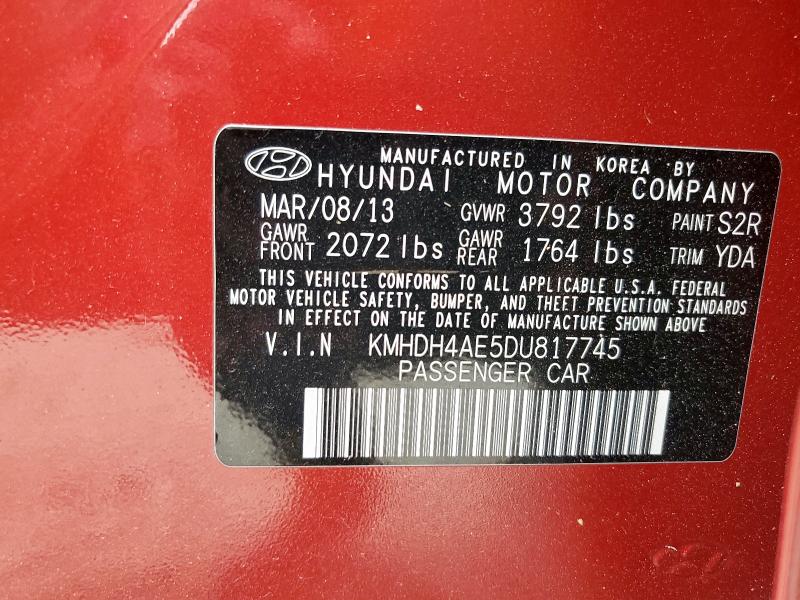 MANUFACTURED IN KOREA BY
HYUNDAI MOTOR COMPANY
MAR/08/13 GVWR 3792 lbs PAINT S2R
GAWR FRONT 2072 lbs GAWR REAR 1764 lbs TRIM YDA
THIS VEHICLE CONFORMS TO ALL APPLICABLE U.S.A. FEDERAL
MOTOR VEHICLE SAFETY, BUMPER, AND THEFT PREVENTION STANDARDS
IN EFFECT ON THE DATE OF MANUFACTURE SHOWN ABOVE
V.I.N KMHDH4AE5DU817745
PASSENGER CAR